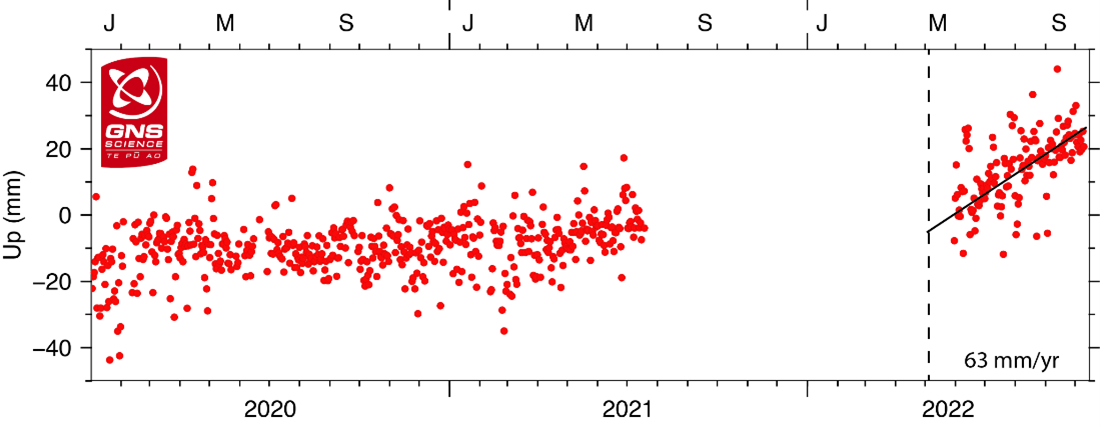 J M S J M S J M S
40
20
0
−20
−40
Up (mm)
GNS
SCIENCE
TE PŪ AO
63 mm/yr
2020 2021 2022